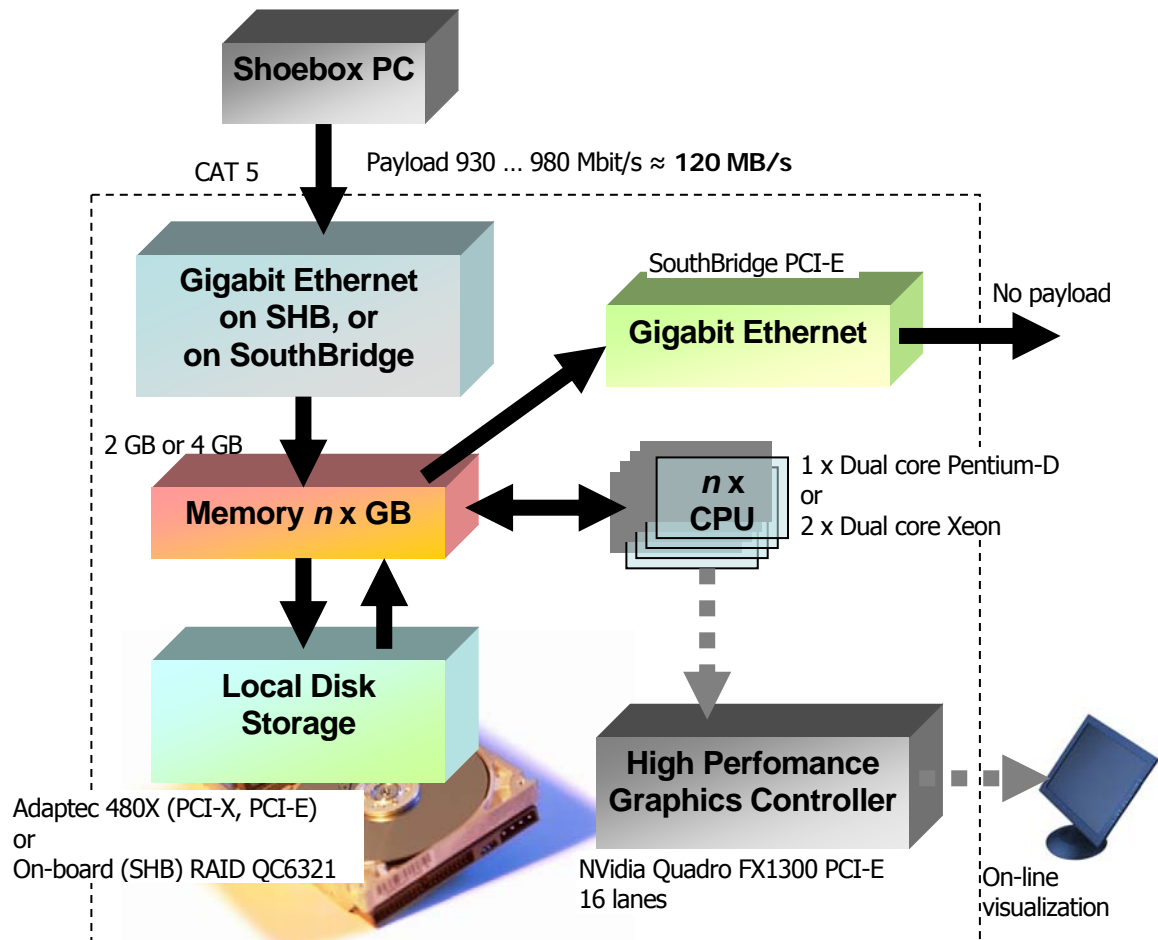 Shoebox PC
CAT 5
Payload 930 ... 980 Mbit/s ≈ 120 MB/s
Gigabit Ethernet
on SHB, or
on SouthBridge
SouthBridge PCI-E
Gigabit Ethernet
No payload
2 GB or 4 GB
Memory n x GB
n x
CPU
1 x Dual core Pentium-D
or
2 x Dual core Xeon
Local Disk
Storage
Adaptec 480X (PCI-X, PCI-E)
or
On-board (SHB) RAID QC6321
High Perfomance
Graphics Controller
NVidia Quadro FX1300 PCI-E
16 lanes
On-line
visualization